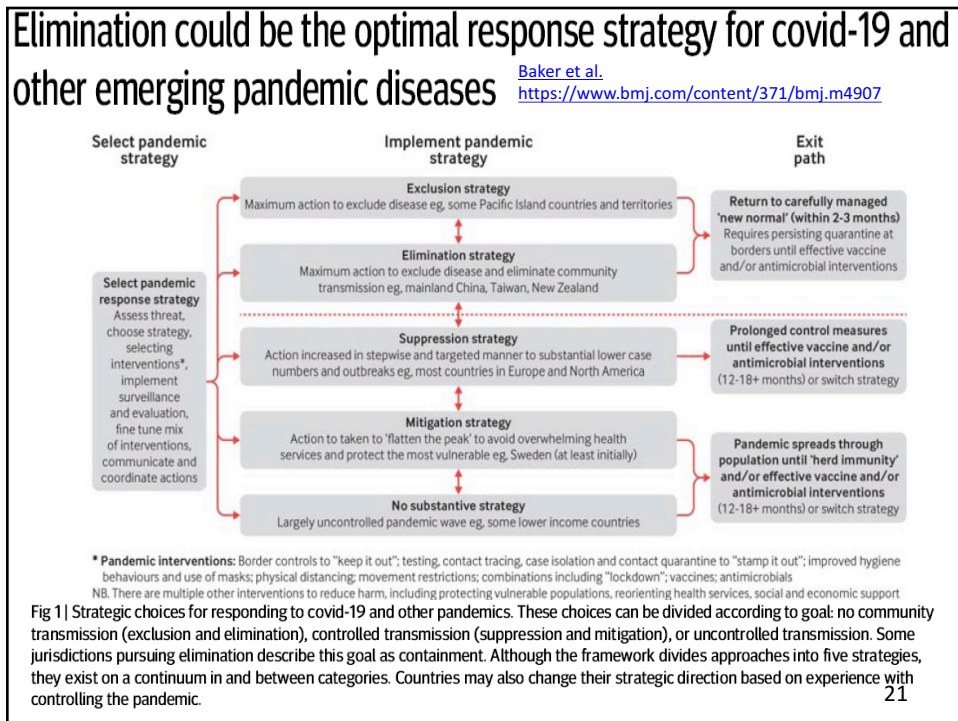 Elimination could be the optimal response strategy for covid-19 and
other emerging pandemic diseases
Baker et al.
https://www.bmj.com/content/371/bmj.m4907
Select pandemic
strategy
Implement pandemic
strategy
Exit
path
Select pandemic
response strategy
Assess threat,
choose strategy,
selecting
interventions*,
implement
surveillance
and evaluation,
fine tune mix
of interventions,
communicate and
coordinate actions
Exclusion strategy
Maximum action to exclude disease eg, some Pacific Island countries and territories
Elimination strategy
Maximum action to exclude disease and eliminate community
transmission eg, mainland China, Taiwan, New Zealand
Suppression strategy
Action increased in stepwise and targeted manner to substantial lower case
numbers and outbreaks eg, most countries in Europe and North America
Mitigation strategy
Action to taken to 'flatten the peak' to avoid overwhelming health
services and protect the most vulnerable eg, Sweden (at least initially)
No substantive strategy
Largely uncontrolled pandemic wave eg, some lower income countries
Return to carefully managed
'new normal' (within 2-3 months)
Requires persisting quarantine at
borders until effective vaccine
and/or antimicrobial interventions
Prolonged control measures
until effective vaccine and/or
antimicrobial interventions
(12-18+ months) or switch strategy
Pandemic spreads through
population until 'herd immunity'
and/or effective vaccine and/or
antimicrobial interventions
(12-18+ months) or switch strategy
* Pandemic interventions: Border controls to "keep it out"; testing, contact tracing, case isolation and contact quarantine to "stamp it out"; improved hygiene
behaviours and use of masks; physical distancing; movement restrictions; combinations including "lockdown"; vaccines; antimicrobials
NB. There are multiple other interventions to reduce harm, including protecting vulnerable populations, reorienting health services, social and economic support
Fig 1 | Strategic choices for responding to covid-19 and other pandemics. These choices can be divided according to goal: no community
transmission (exclusion and elimination), controlled transmission (suppression and mitigation), or uncontrolled transmission. Some
jurisdictions pursuing elimination describe this goal as containment. Although the framework divides approaches into five strategies,
they exist on a continuum in and between categories. Countries may also change their strategic direction based on experience with
controlling the pandemic.
21